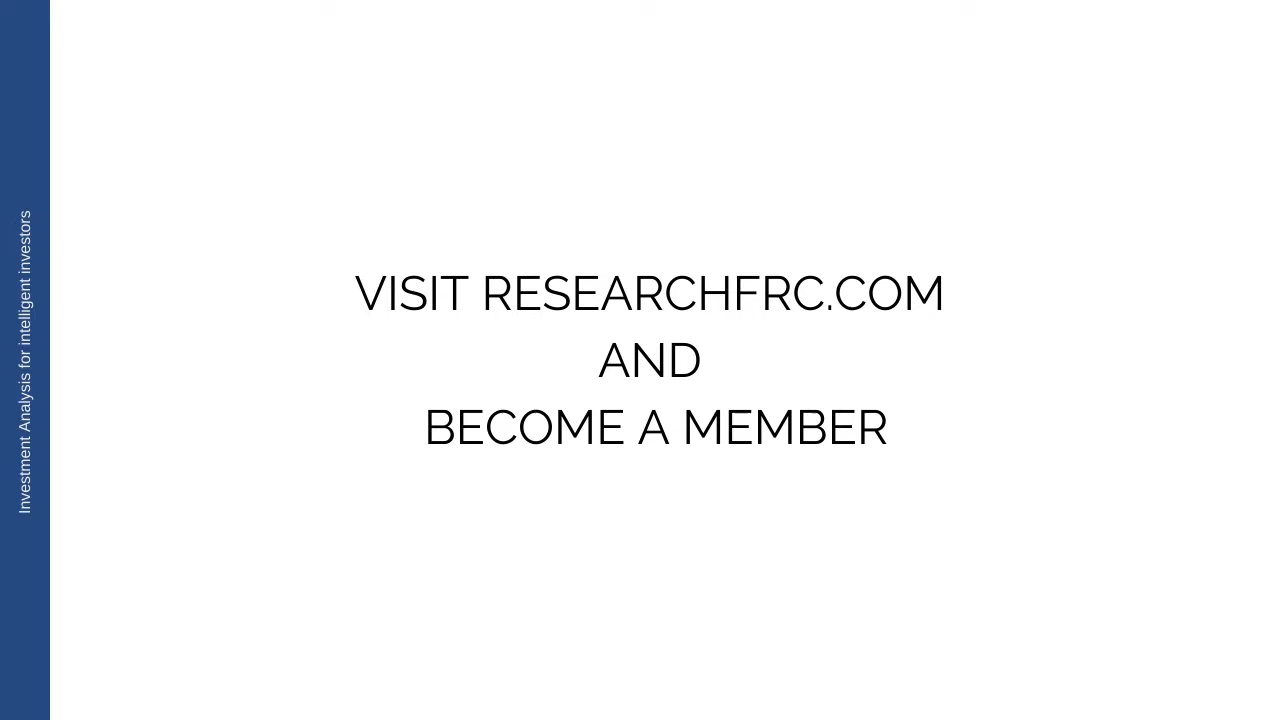 Investment Analysis for intelligent investors
VISIT RESEARCHFRC.COM
AND
BECOME A MEMBER